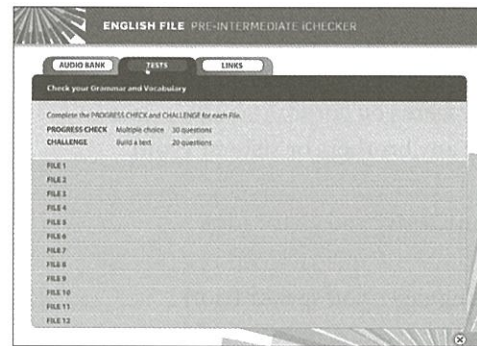 ENGLISH FILE PRE-INTERMEDIATE iCHECKER
AUDIO BANK TESTS LINKS
Check your Grammar and Vocabulary
Complete the PROGRESS CHECK and CHALLENGE for each File.
PROGRESS CHECK Multiple choice 30 questions
CHALLENGE Build a text 20 questions
FILE 1
FILE 2
FILE 3
FILE 4
FILE 5
FILE 6
FILE 7
FILE 8
FILE 9
FILE 10
FILE 11
FILE 12